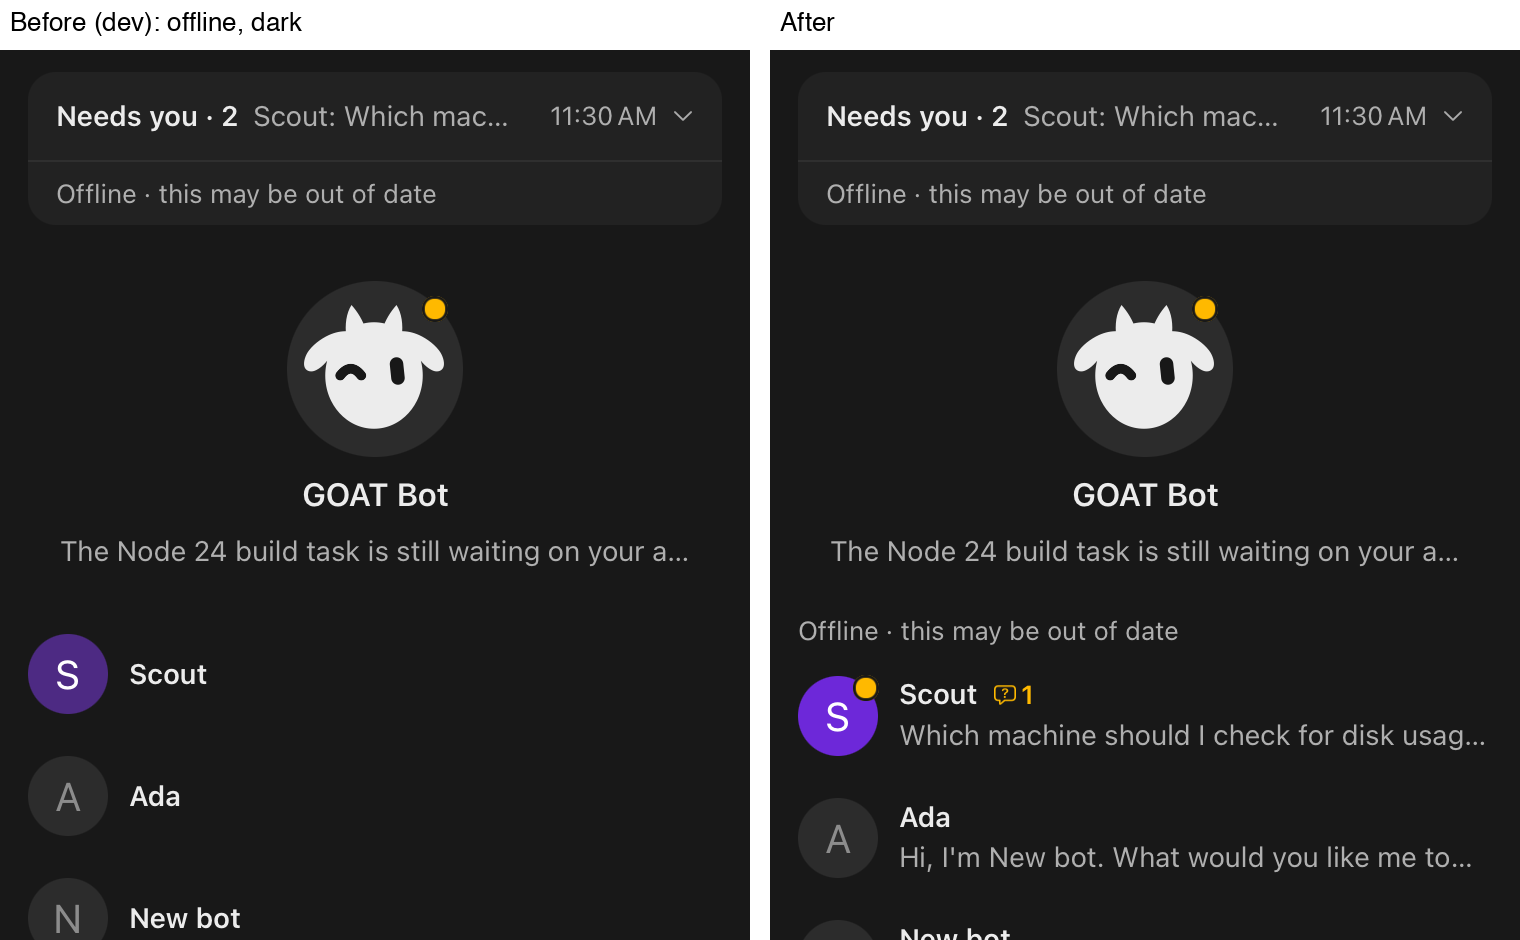 Before (dev): offline, dark
Needs you · 2 Scout: Which mac... 11:30 AM
Offline · this may be out of date
GOAT Bot
The Node 24 build task is still waiting on your a...
S Scout
A Ada
N New bot
After
Needs you · 2 Scout: Which mac... 11:30 AM
Offline · this may be out of date
GOAT Bot
The Node 24 build task is still waiting on your a...
Offline · this may be out of date
S Scout ? 1
Which machine should I check for disk usag...
A Ada
Hi, I'm New bot. What would you like me to...
New bot